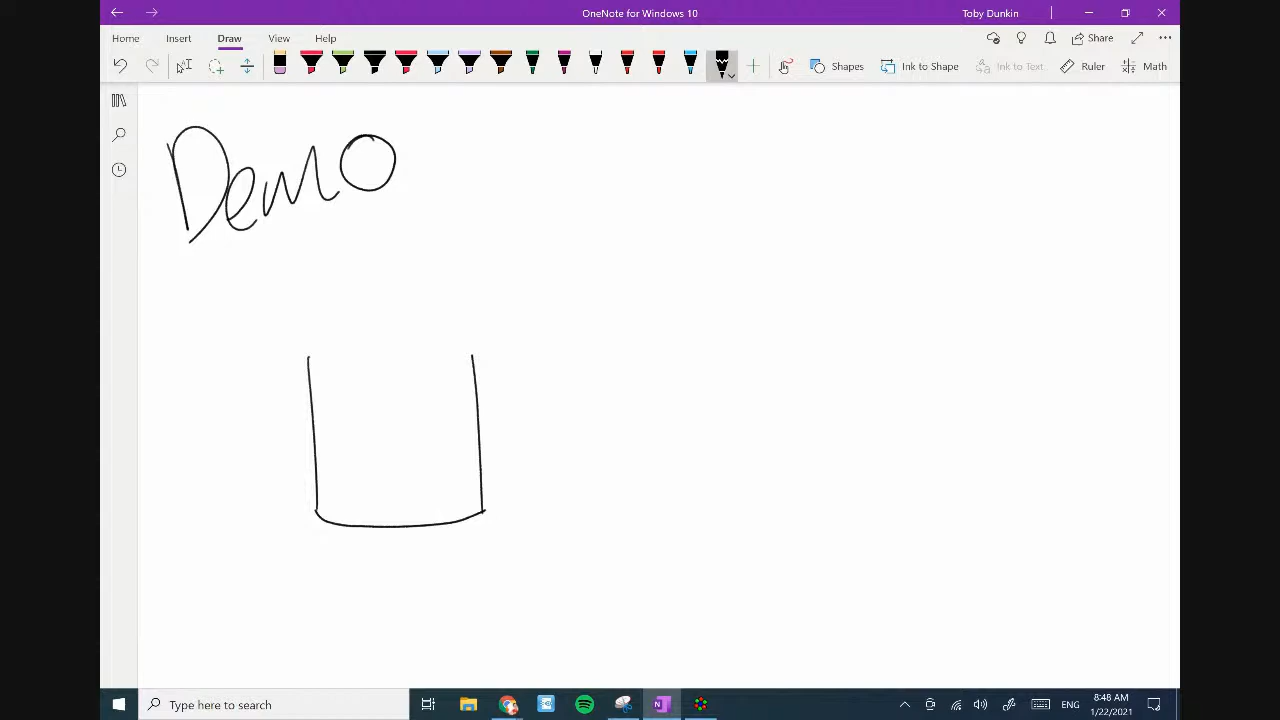 OneNote for Windows 10
Toby Dunkin
Home Insert Draw View Help
Share
Shapes Ink to Shape Ink to Text Ruler Math
Demo
Type here to search
ENG
8:48 AM
1/22/2021